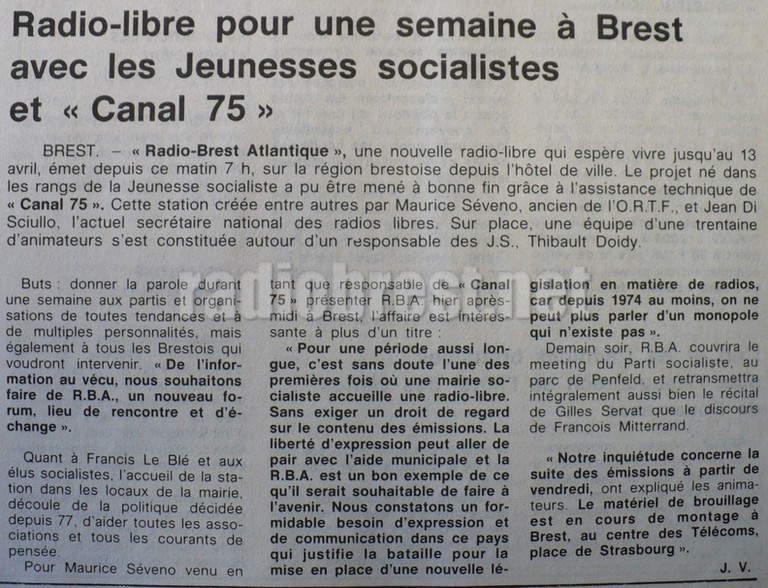 Radio-libre pour une semaine à Brest
avec les Jeunesses socialistes
et « Canal 75 »
BREST. – « Radio-Brest Atlantique », une nouvelle radio-libre qui espère vivre jusqu'au 13
avril, émet depuis ce matin 7 h, sur la région brestoise depuis l'hôtel de ville. Le projet né dans
les rangs de la Jeunesse socialiste a pu être mené à bonne fin grâce à l'assistance technique de
« Canal 75 ». Cette station créée entre autres par Maurice Séveno, ancien de l'O.R.T.F., et Jean Di
Sciullo, l'actuel secrétaire national des radios libres. Sur place, une équipe d'une trentaine
d'animateurs s'est constituée autour d'un responsable des J.S., Thibault Doidy.
radiobrest.net
Buts : donner la parole durant
une semaine aux partis et organi-
sations de toutes tendances et à
de multiples personnalités, mais
également à tous les Brestois qui
voudront intervenir. « De l'infor-
mation au vécu, nous souhaitons
faire de R.B.A., un nouveau fo-
rum, lieu de rencontre et d'é-
change ».
Quant à Francis Le Blé et aux
élus socialistes, l'accueil de la sta-
tion dans les locaux de la mairie,
découle de la politique décidée
depuis 77, d'aider toutes les asso-
ciations et tous les courants de
pensée.
Pour Maurice Séveno venu en
tant que responsable de « Canal
75 » présenter R.B.A. hier après-
midi à Brest, l'affaire est intéres-
sante à plus d'un titre :
« Pour une période aussi lon-
gue, c'est sans doute l'une des
premières fois où une mairie so-
cialiste accueille une radio-libre.
Sans exiger un droit de regard
sur le contenu des émissions. La
liberté d'expression peut aller de
pair avec l'aide municipale et la
R.B.A. est un bon exemple de ce
qu'il serait souhaitable de faire à
l'avenir. Nous constatons un for-
midable besoin d'expression et
de communication dans ce pays
qui justifie la bataille pour la
mise en place d'une nouvelle lé-
gislation en matière de radios,
car depuis 1974 au moins, on ne
peut plus parler d'un monopole
qui n'existe pas ».
Demain soir, R.B.A. couvrira le
meeting du Parti socialiste, au
parc de Penfeld, et retransmettra
intégralement aussi bien le récital
de Gilles Servat que le discours
de François Mitterrand.
« Notre inquiétude concerne la
suite des émissions à partir de
vendredi, ont expliqué les anima-
teurs. Le matériel de brouillage
est en cours de montage à
Brest, au centre des Télécoms,
place de Strasbourg ».
J. V.